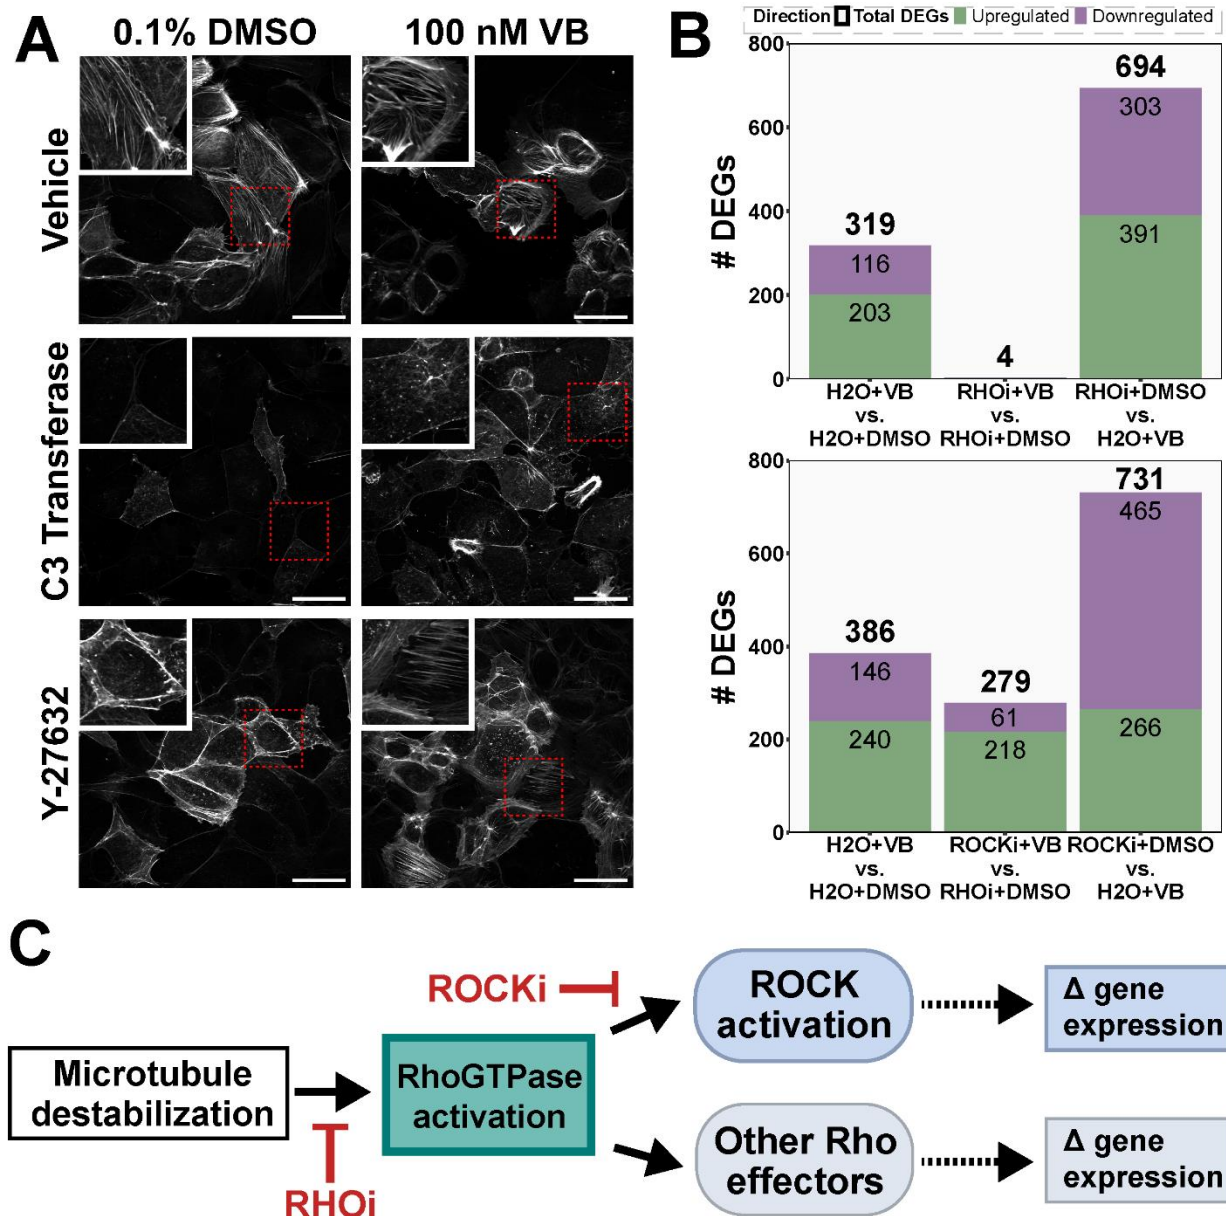 A
0.1% DMSO
100 nM VB
Vehicle
C3 Transferase
Y-27632
B
Direction Total DEGs Upregulated Downregulated
800
600
400
200
0
# DEGs
319
116
203
4
694
303
391
H2O+VB
vs.
H2O+DMSO
RHOi+VB
vs.
RHOi+DMSO
RHOi+DMSO
vs.
H2O+VB
800
600
400
200
0
# DEGs
386
146
240
279
61
218
731
465
266
H2O+VB
vs.
H2O+DMSO
ROCKi+VB
vs.
RHOi+DMSO
ROCKi+DMSO
vs.
H2O+VB
C
Microtubule
destabilization
RHOi
ROCKi
RhoGTPase
activation
ROCK
activation
Δ gene
expression
Other Rho
effectors
Δ gene
expression